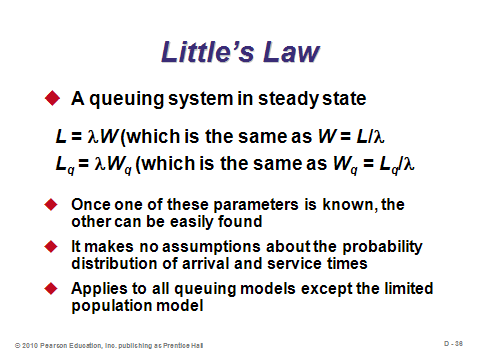 Little's Law
A queuing system in steady state
L = λW (which is the same as W = L/λ
Lq = λWq (which is the same as Wq = Lq/λ
Once one of these parameters is known, the
other can be easily found
It makes no assumptions about the probability
distribution of arrival and service times
Applies to all queuing models except the limited
population model
© 2010 Pearson Education, Inc. publishing as Prentice Hall
D - 36